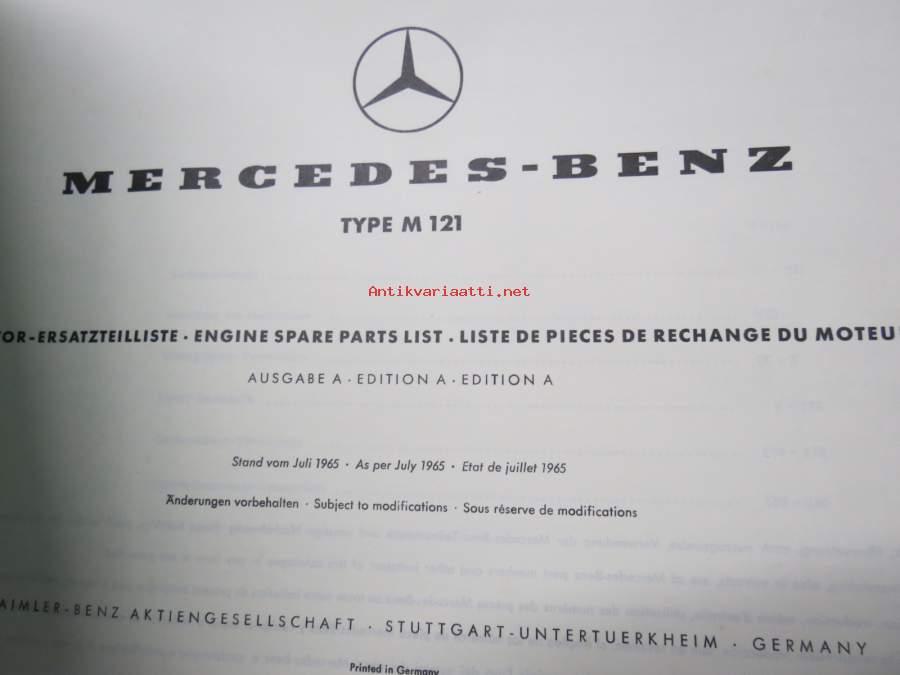 MERCEDES-BENZ
TYPE M 121
Antikvariaatti.net
TOR-ERSATZTEILLISTE · ENGINE SPARE PARTS LIST · LISTE DE PIECES DE RECHANGE DU MOTEU
AUSGABE A · EDITION A · EDITION A
Stand vom Juli 1965 · As per July 1965 · Etat de juillet 1965
Änderungen vorbehalten · Subject to modifications · Sous réserve de modifications
AIMLER-BENZ AKTIENGESELLSCHAFT · STUTTGART-UNTERTUERKHEIM · GERMANY
Printed in Germany